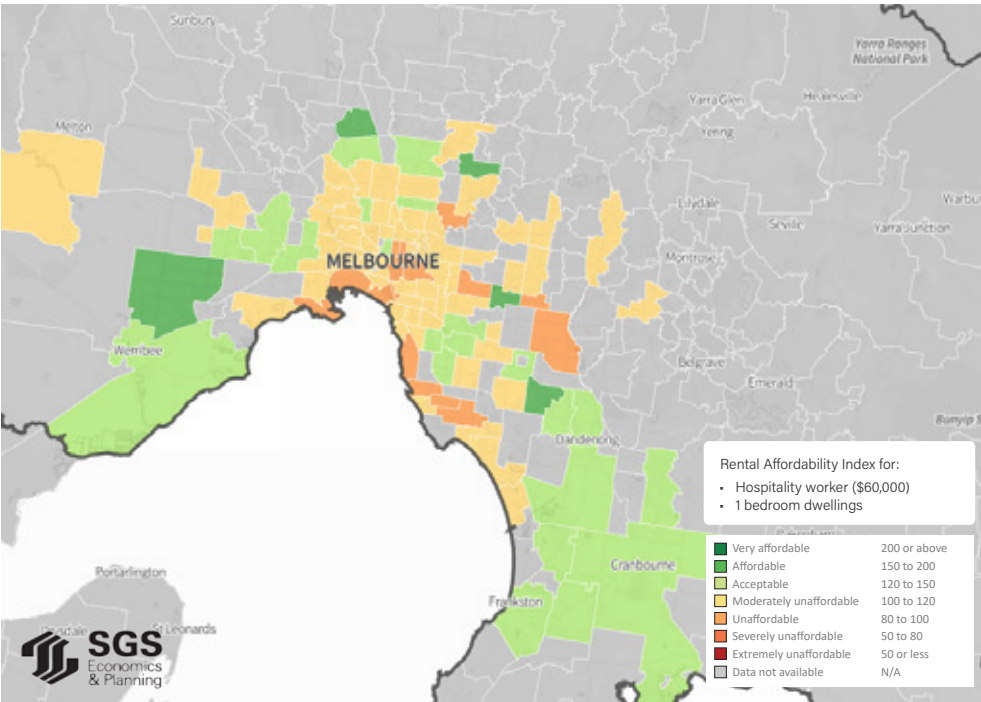 Sunbury
Yarra Ranges
National Park
Yarra Glen
Healesville
Melton
Yering
Lilydale
Seville
Yarra Junction
MELBOURNE
Montrose
Werribee
Belgrave
Emerald
Dandenong
Cranbourne
Portarlington
Frankston
St Leonards
SGS
Economics
& Planning
Rental Affordability Index for:
• Hospitality worker ($60,000)
• 1 bedroom dwellings
Very affordable 200 or above
Affordable 150 to 200
Acceptable 120 to 150
Moderately unaffordable 100 to 120
Unaffordable 80 to 100
Severely unaffordable 50 to 80
Extremely unaffordable 50 or less
Data not available N/A